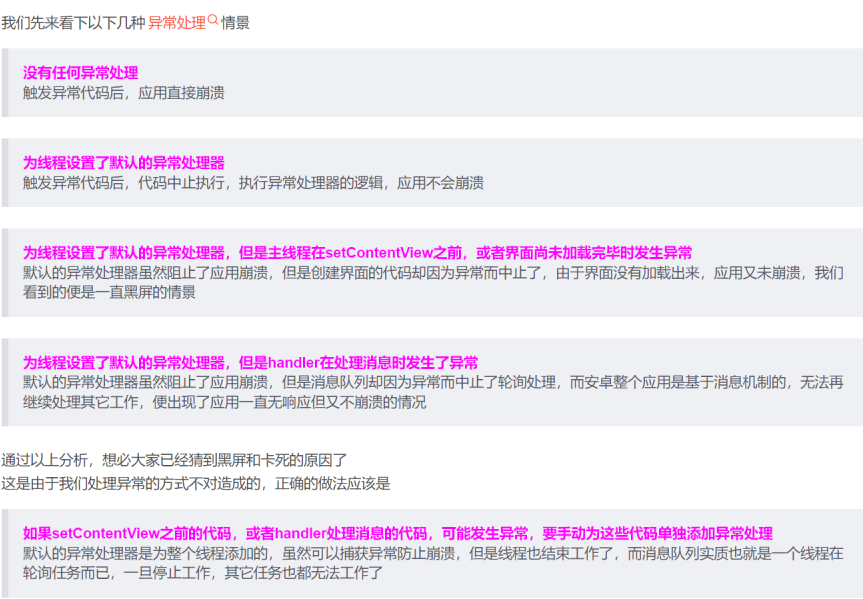 我们先来看下以下几种 异常处理 情景
没有任何异常处理
触发异常代码后，应用直接崩溃
为线程设置了默认的异常处理器
触发异常代码后，代码中止执行，执行异常处理器的逻辑，应用不会崩溃
为线程设置了默认的异常处理器，但是主线程在setContentView之前，或者界面尚未加载完毕时发生异常
默认的异常处理器虽然阻止了应用崩溃，但是创建界面的代码却因为异常而中止了，由于界面没有加载出来，应用又未崩溃，我们
看到的便是一直黑屏的情景
为线程设置了默认的异常处理器，但是handler在处理消息时发生了异常
默认的异常处理器虽然阻止了应用崩溃，但是消息队列却因为异常而中止了轮询处理，而安卓整个应用是基于消息机制的，无法再
继续处理其它工作，便出现了应用一直无响应但又不崩溃的情况
通过以上分析，想必大家已经猜到黑屏和卡死的原因了
这是由于我们处理异常的方式不对造成的，正确的做法应该是
如果setContentView之前的代码，或者handler处理消息的代码，可能发生异常，要手动为这些代码单独添加异常处理
默认的异常处理器是为整个线程添加的，虽然可以捕获异常防止崩溃，但是线程也结束工作了，而消息队列实质也就是一个线程在
轮询任务而已，一旦停止工作，其它任务也都无法工作了